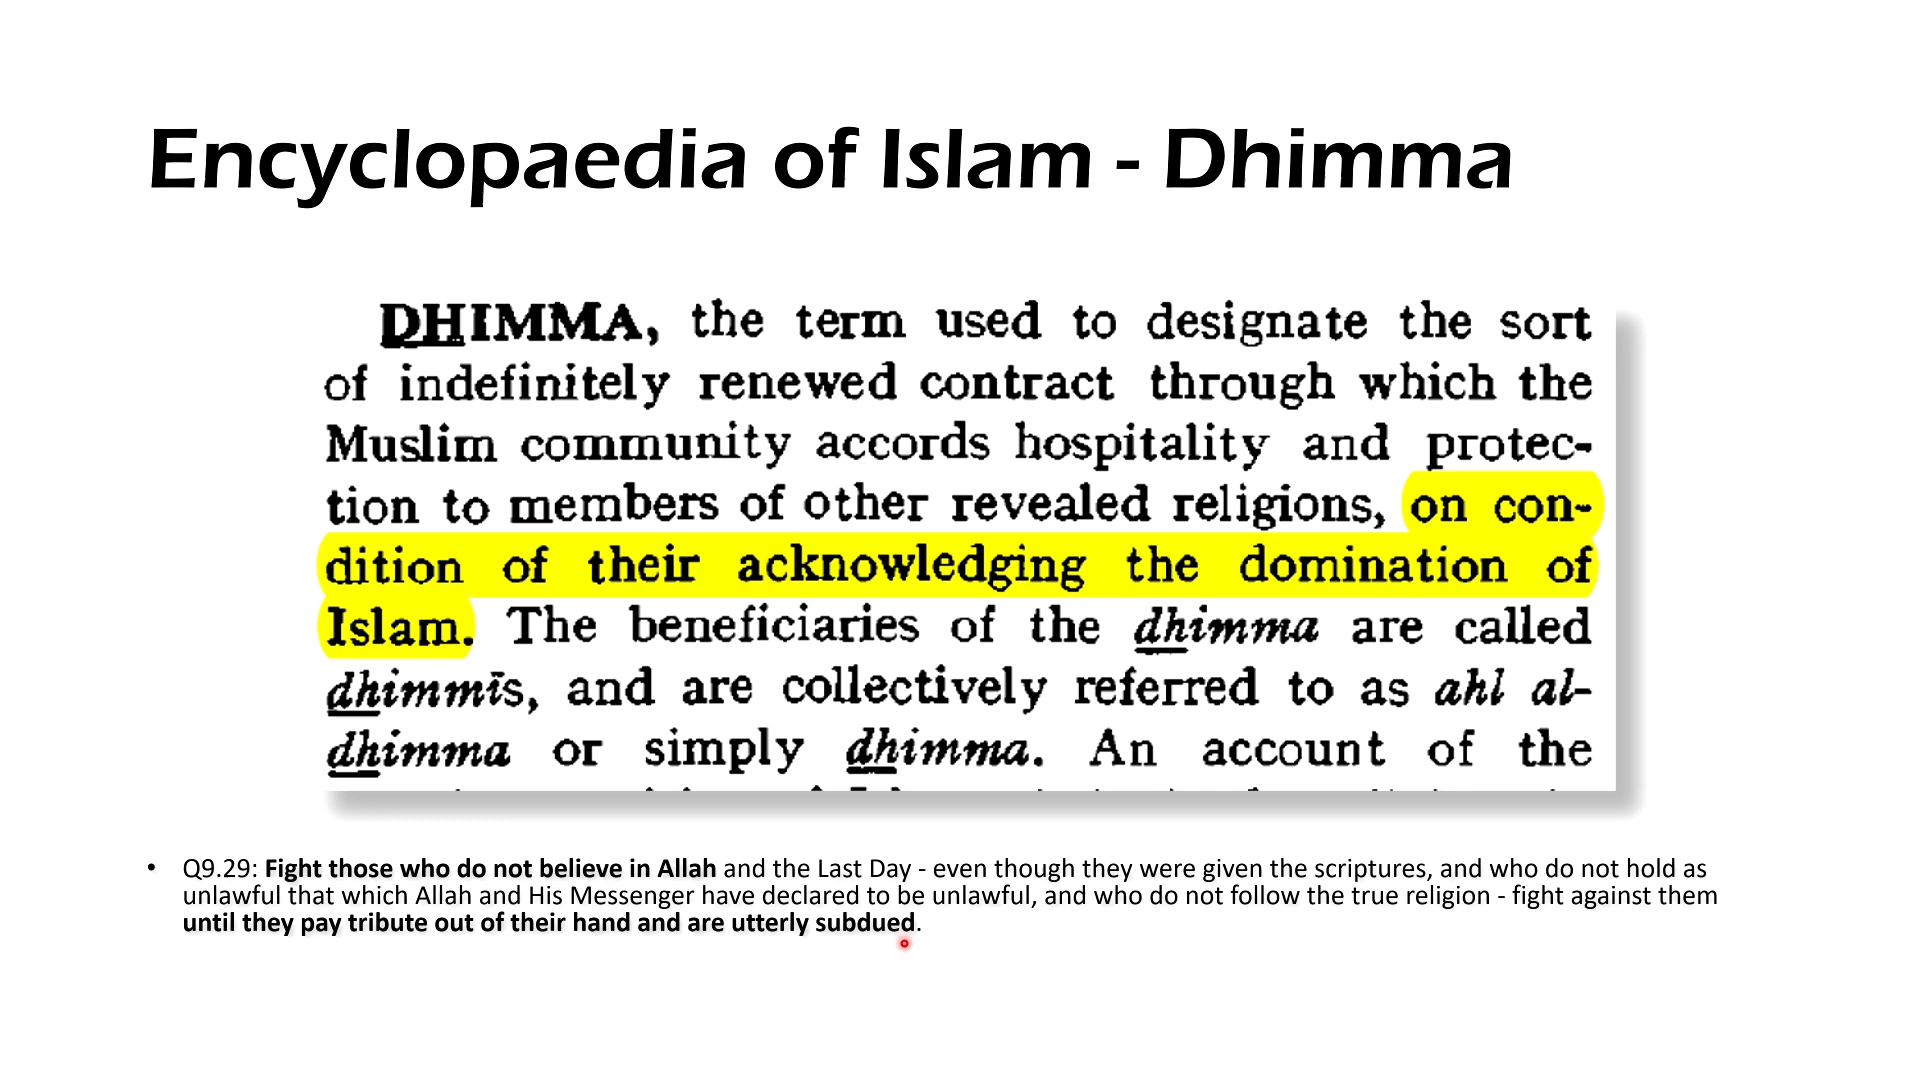 Encyclopaedia of Islam - Dhimma
DHIMMA, the term used to designate the sort
of indefinitely renewed contract through which the
Muslim community accords hospitality and protec-
tion to members of other revealed religions, on con-
dition of their acknowledging the domination of
Islam. The beneficiaries of the dhimma are called
dhimmīs, and are collectively referred to as ahl al-
dhimma or simply dhimma. An account of the
• Q9.29: Fight those who do not believe in Allah and the Last Day - even though they were given the scriptures, and who do not hold as
unlawful that which Allah and His Messenger have declared to be unlawful, and who do not follow the true religion - fight against them
until they pay tribute out of their hand and are utterly subdued.